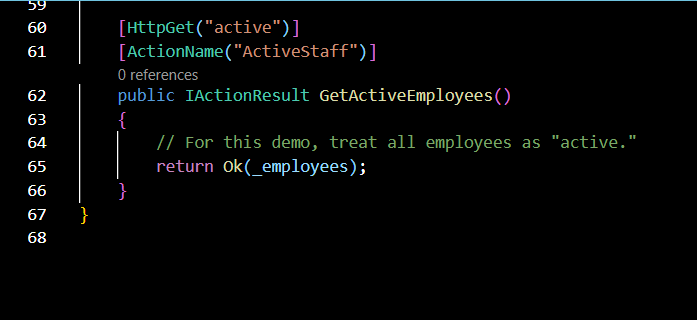 59
60 [HttpGet("active")]
61 [ActionName("ActiveStaff")]
0 references
62 public IActionResult GetActiveEmployees()
63 {
64 // For this demo, treat all employees as "active."
65 return Ok(_employees);
66 }
67 }
68